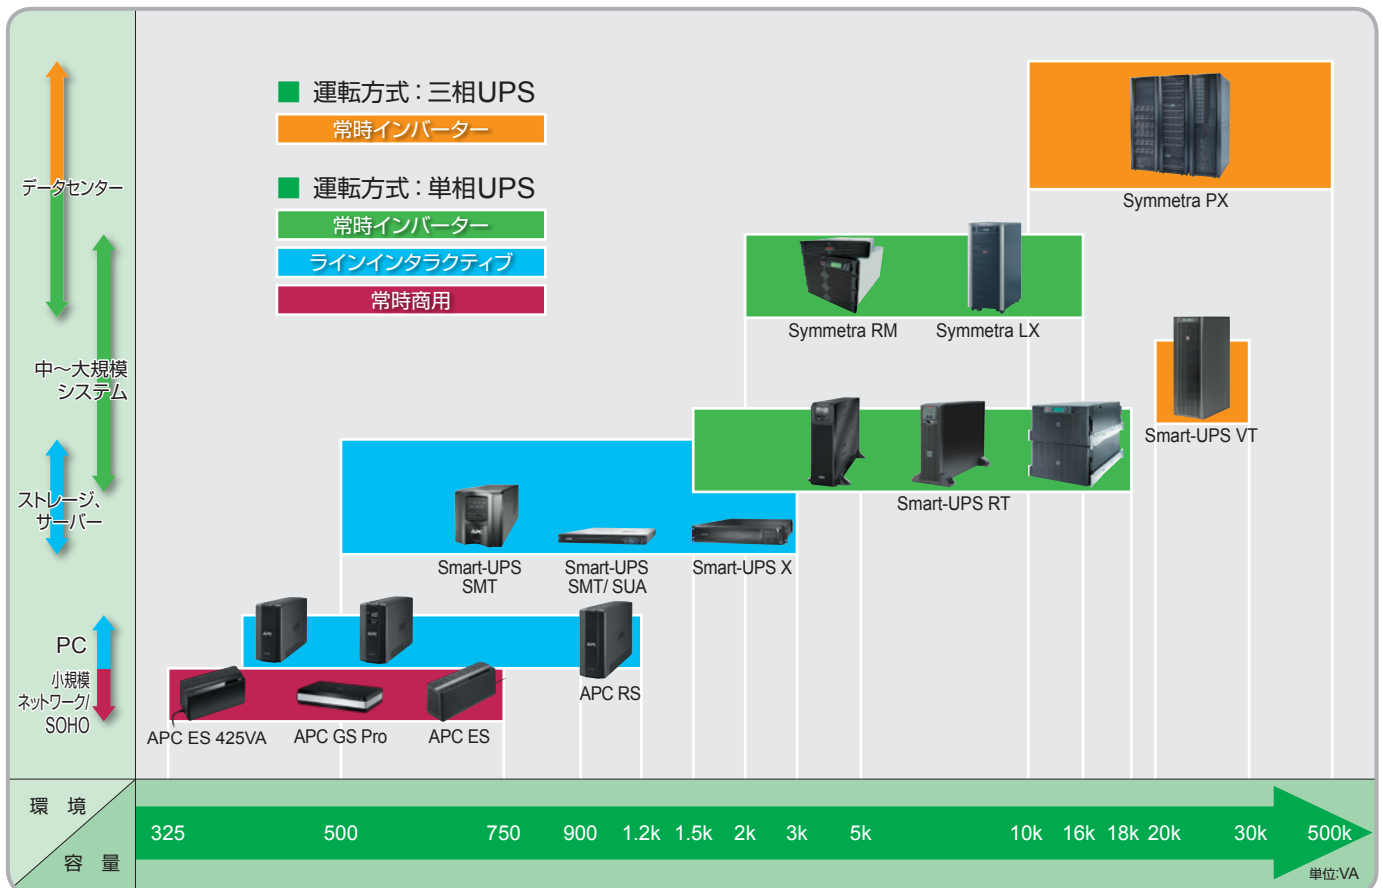 ■ 運転方式：三相UPS
常時インバーター
■ 運転方式：単相UPS
常時インバーター
ラインインタラクティブ
常時商用
データセンター
中～大規模
システム
ストレージ、
サーバー
PC
小規模
ネットワーク/
SOHO
Symmetra PX
Symmetra RM
Symmetra LX
Smart-UPS VT
Smart-UPS RT
Smart-UPS
SMT
Smart-UPS
SMT/ SUA
Smart-UPS X
APC RS
APC ES 425VA
APC GS Pro
APC ES
環 境
容 量
325 500 750 900 1.2k 1.5k 2k 3k 5k 10k 16k 18k 20k 30k 500k
単位:VA